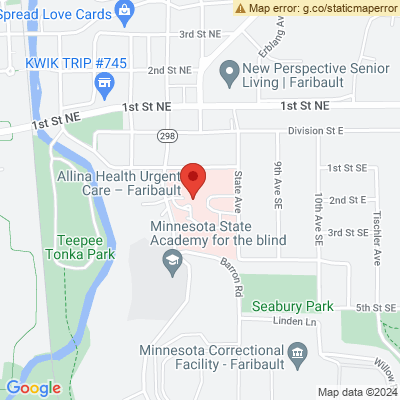 Map error: g.co/staticmaperror
Spread Love Cards
3rd St NE
Erblang Ave
KWIK TRIP #745
2nd St NE
New Perspective Senior
Living | Faribault
1st St NE
1st St NE
1st St NE
Division St E
298
Allina Health Urgent
Care – Faribault
State Ave
9th Ave SE
1st St SE
2nd St E
10th Ave SE
Tischler Ave
Minnesota State
Academy for the blind
3rd St SE
Teepee
Tonka Park
Barron Rd
Seabury Park
5th St SE
Linden Ln
Minnesota Correctional
Facility - Faribault
Willow
Google
Map data ©2024